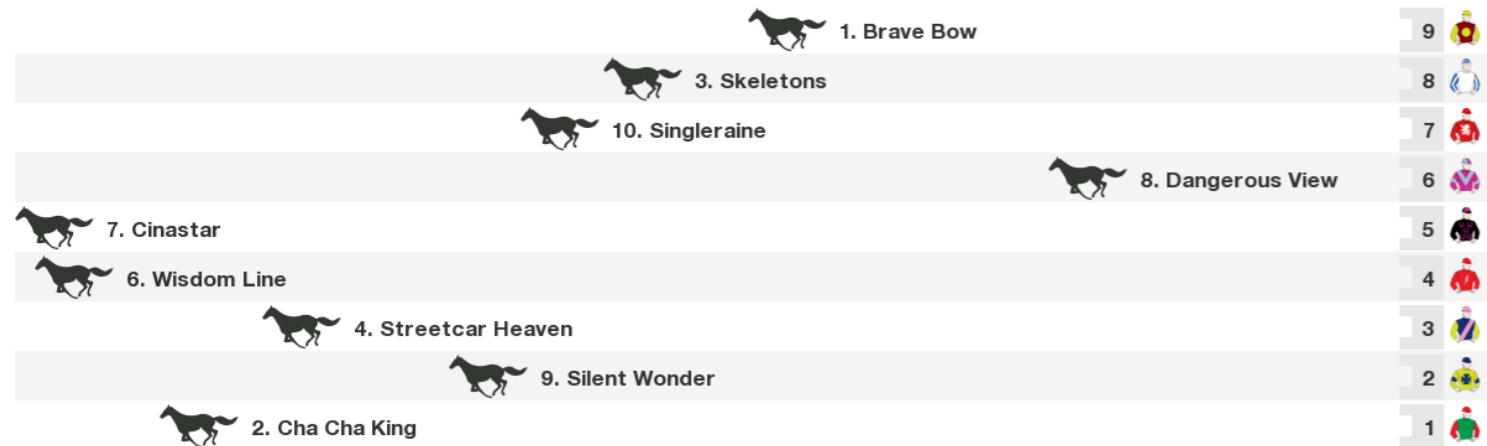 1. Brave Bow 9
3. Skeletons 8
10. Singleraine 7
8. Dangerous View 6
7. Cinastar 5
6. Wisdom Line 4
4. Streetcar Heaven 3
9. Silent Wonder 2
2. Cha Cha King 1